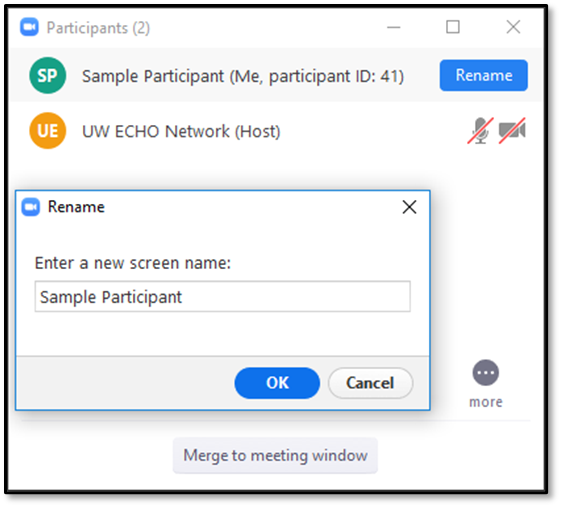 Participants (2)
SP Sample Participant (Me, participant ID: 41) Rename
UE UW ECHO Network (Host)
Rename
Enter a new screen name:
Sample Participant
OK Cancel
more
Merge to meeting window